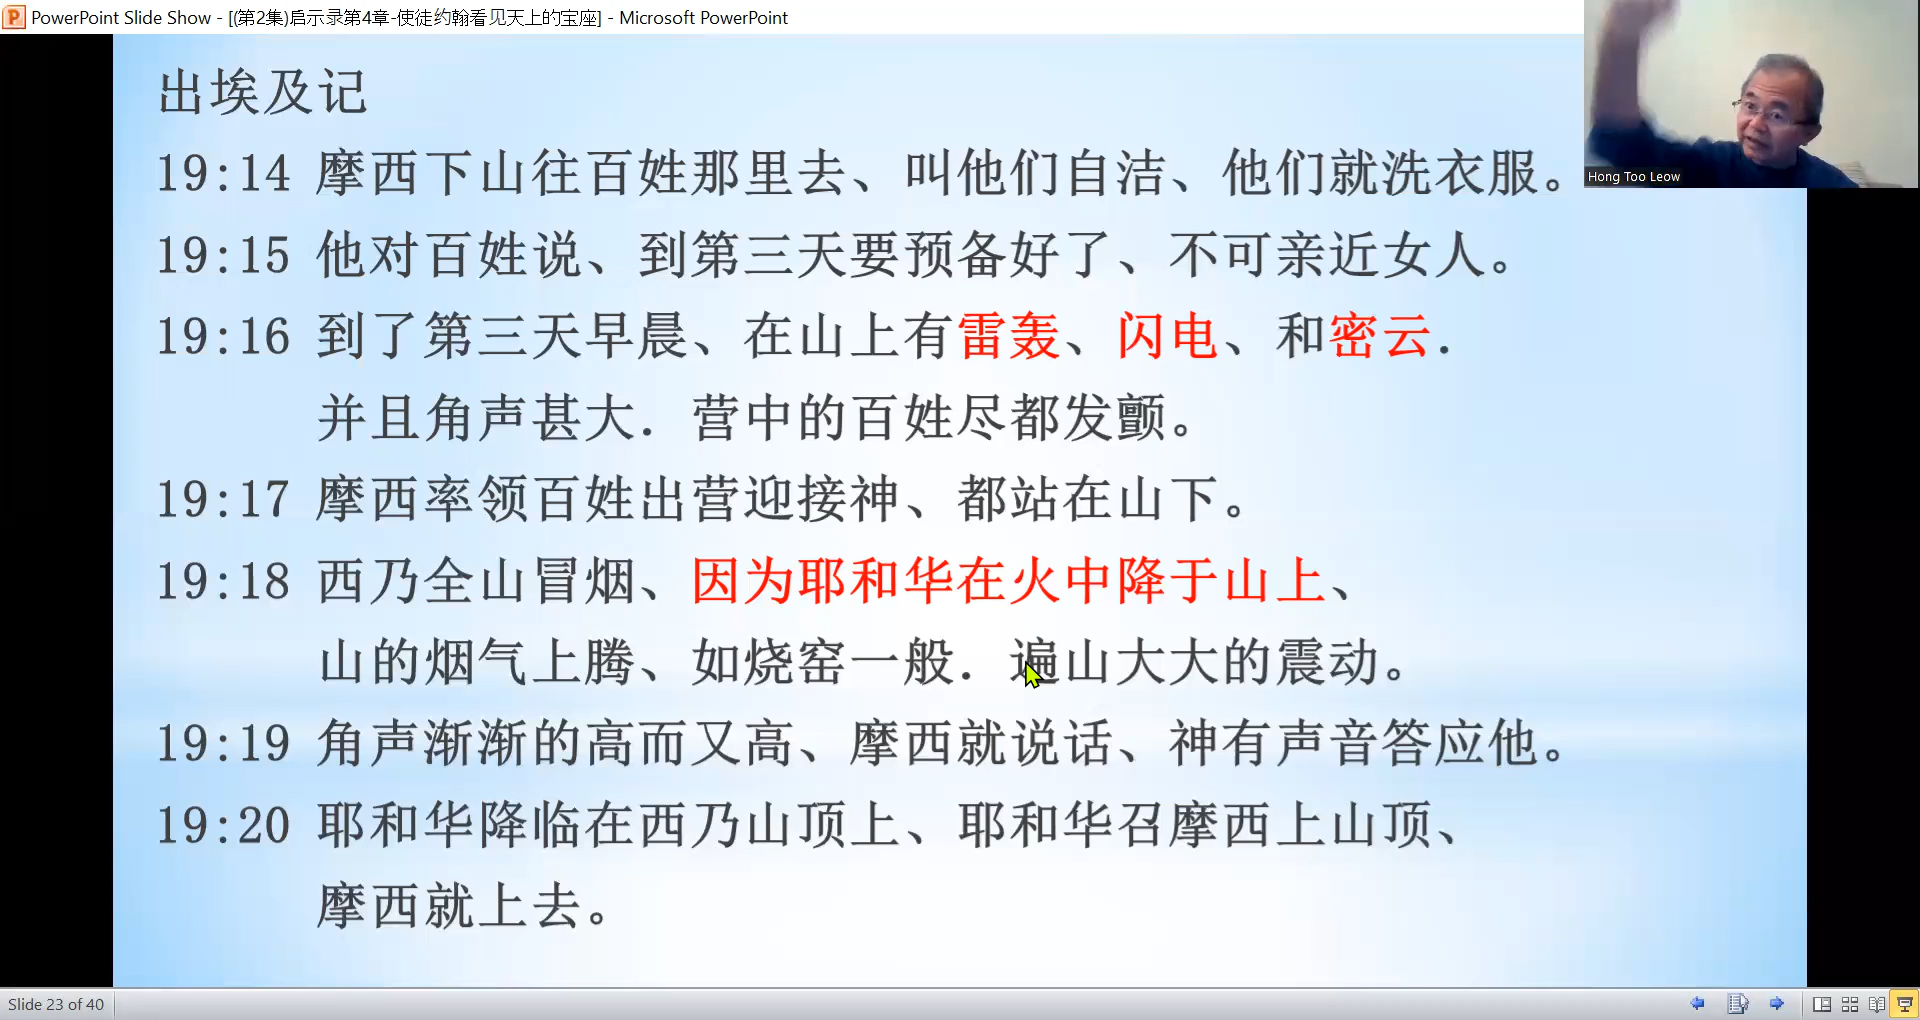 PowerPoint Slide Show - [(第2集)启示录第4章-使徒约翰看见天上的宝座] - Microsoft PowerPoint
Hong Too Leow
出埃及记
19:14 摩西下山往百姓那里去、叫他们自洁、他们就洗衣服。
19:15 他对百姓说、到第三天要预备好了、不可亲近女人。
19:16 到了第三天早晨、在山上有雷轰、闪电、和密云．
并且角声甚大．营中的百姓尽都发颤。
19:17 摩西率领百姓出营迎接神、都站在山下。
19:18 西乃全山冒烟、因为耶和华在火中降于山上、
山的烟气上腾、如烧窑一般．遍山大大的震动。
19:19 角声渐渐的高而又高、摩西就说话、神有声音答应他。
19:20 耶和华降临在西乃山顶上、耶和华召摩西上山顶、
摩西就上去。
Slide 23 of 40